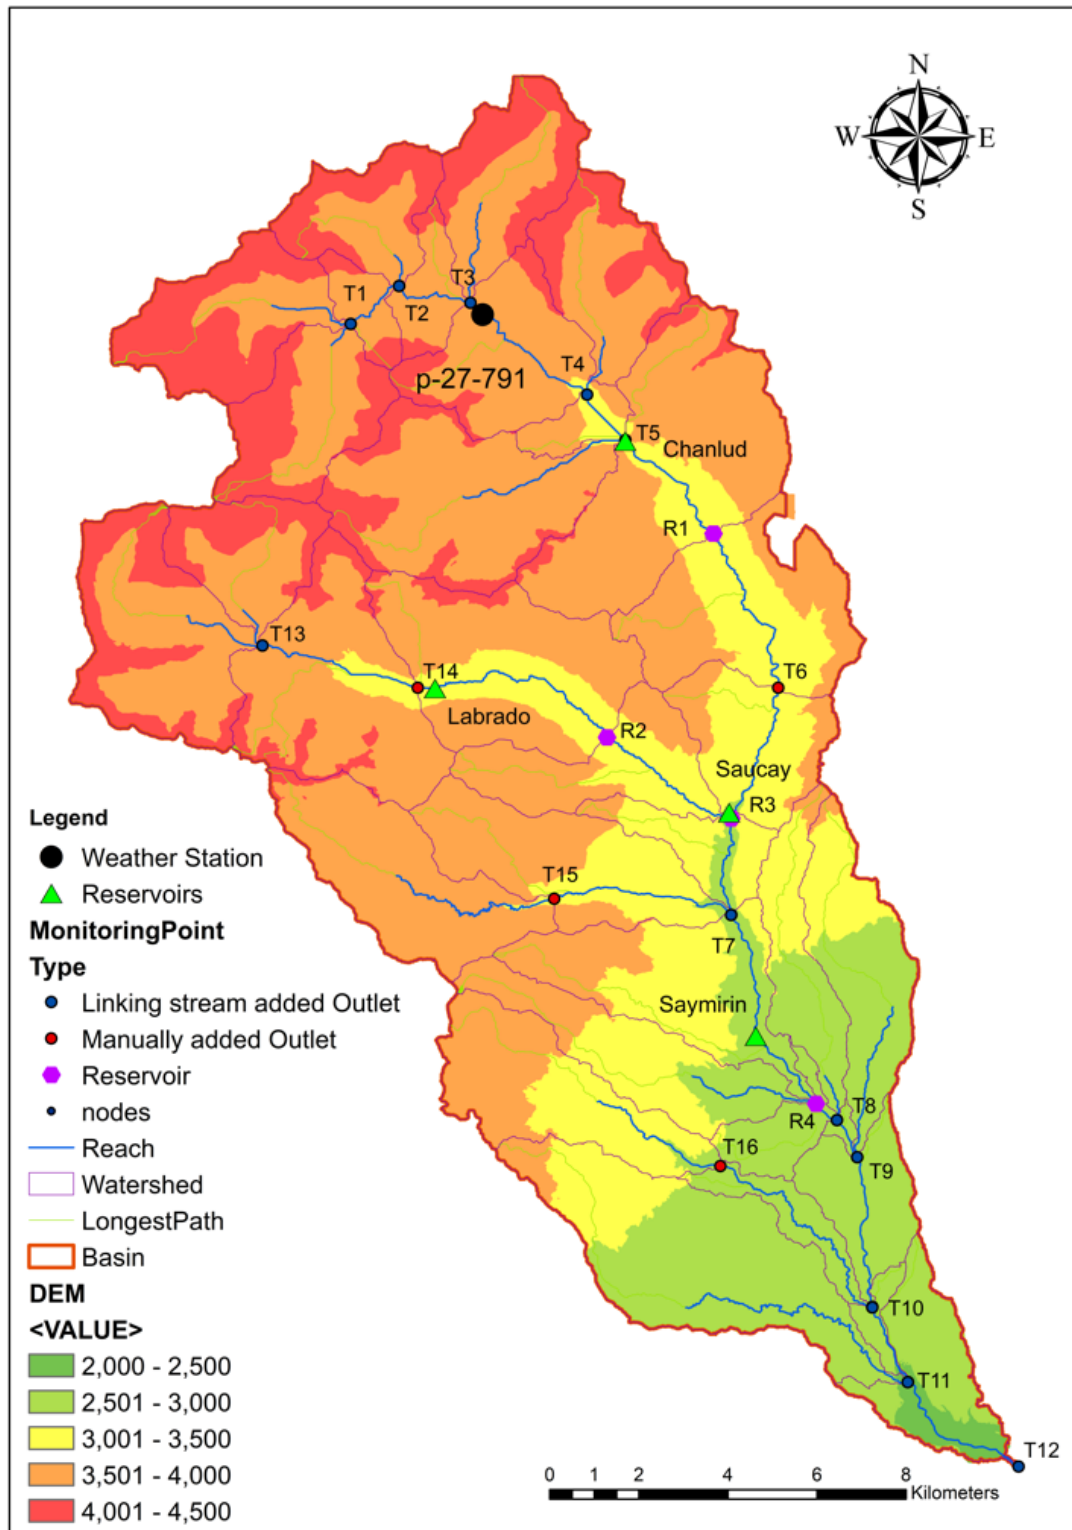 N
W E
S
T3
T1
T2
T4
p-27-791
T5
Chanlud
R1
T13
T14
T6
Labrado
R2
Saucay
R3
Legend
Weather Station
Reservoirs
T15
MonitoringPoint
T7
Type
Linking stream added Outlet
Saymirin
Manually added Outlet
Reservoir
nodes
T8
R4
Reach
T16
T9
Watershed
LongestPath
Basin
DEM
T10
<VALUE>
2,000 - 2,500
T11
2,501 - 3,000
3,001 - 3,500
T12
3,501 - 4,000
0 1 2 4 6 8
Kilometers
4,001 - 4,500